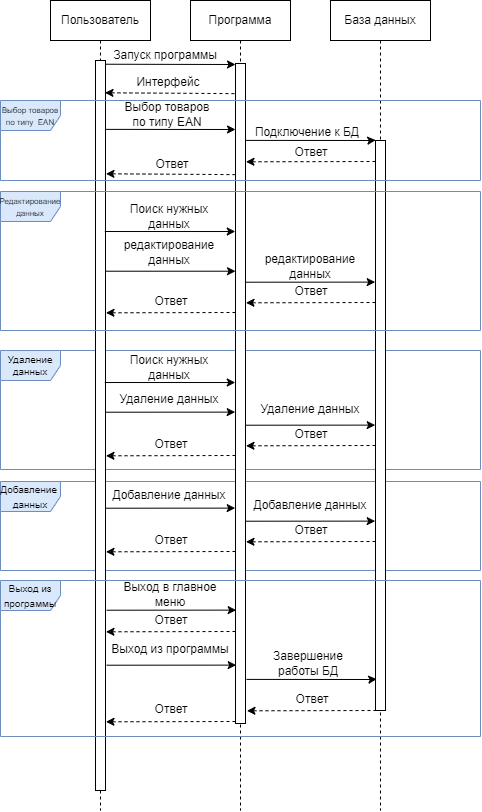 Пользователь
Программа
База данных
Запуск программы
Интерфейс
Выбор товаров
по типу EAN
Выбор товаров
по типу EAN
Подключение к БД
Ответ
Ответ
Редактирование
данных
Поиск нужных
данных
редактирование
данных
редактирование
данных
Ответ
Ответ
Удаление
данных
Поиск нужных
данных
Удаление данных
Удаление данных
Ответ
Ответ
Добавление
данных
Добавление данных
Добавление данных
Ответ
Ответ
Выход из
программы
Выход в главное
меню
Ответ
Выход из программы
Завершение
работы БД
Ответ
Ответ